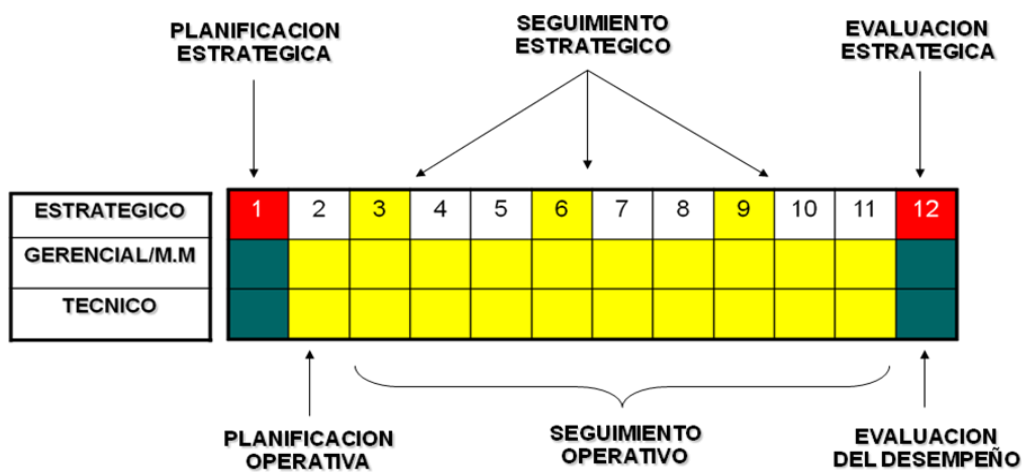 PLANIFICACION
ESTRATEGICA
SEGUIMIENTO
ESTRATEGICO
EVALUACION
ESTRATEGICA
ESTRATEGICO 1 2 3 4 5 6 7 8 9 10 11 12
GERENCIAL/M.M
TECNICO
PLANIFICACION
OPERATIVA
SEGUIMIENTO
OPERATIVO
EVALUACION
DEL DESEMPEÑO